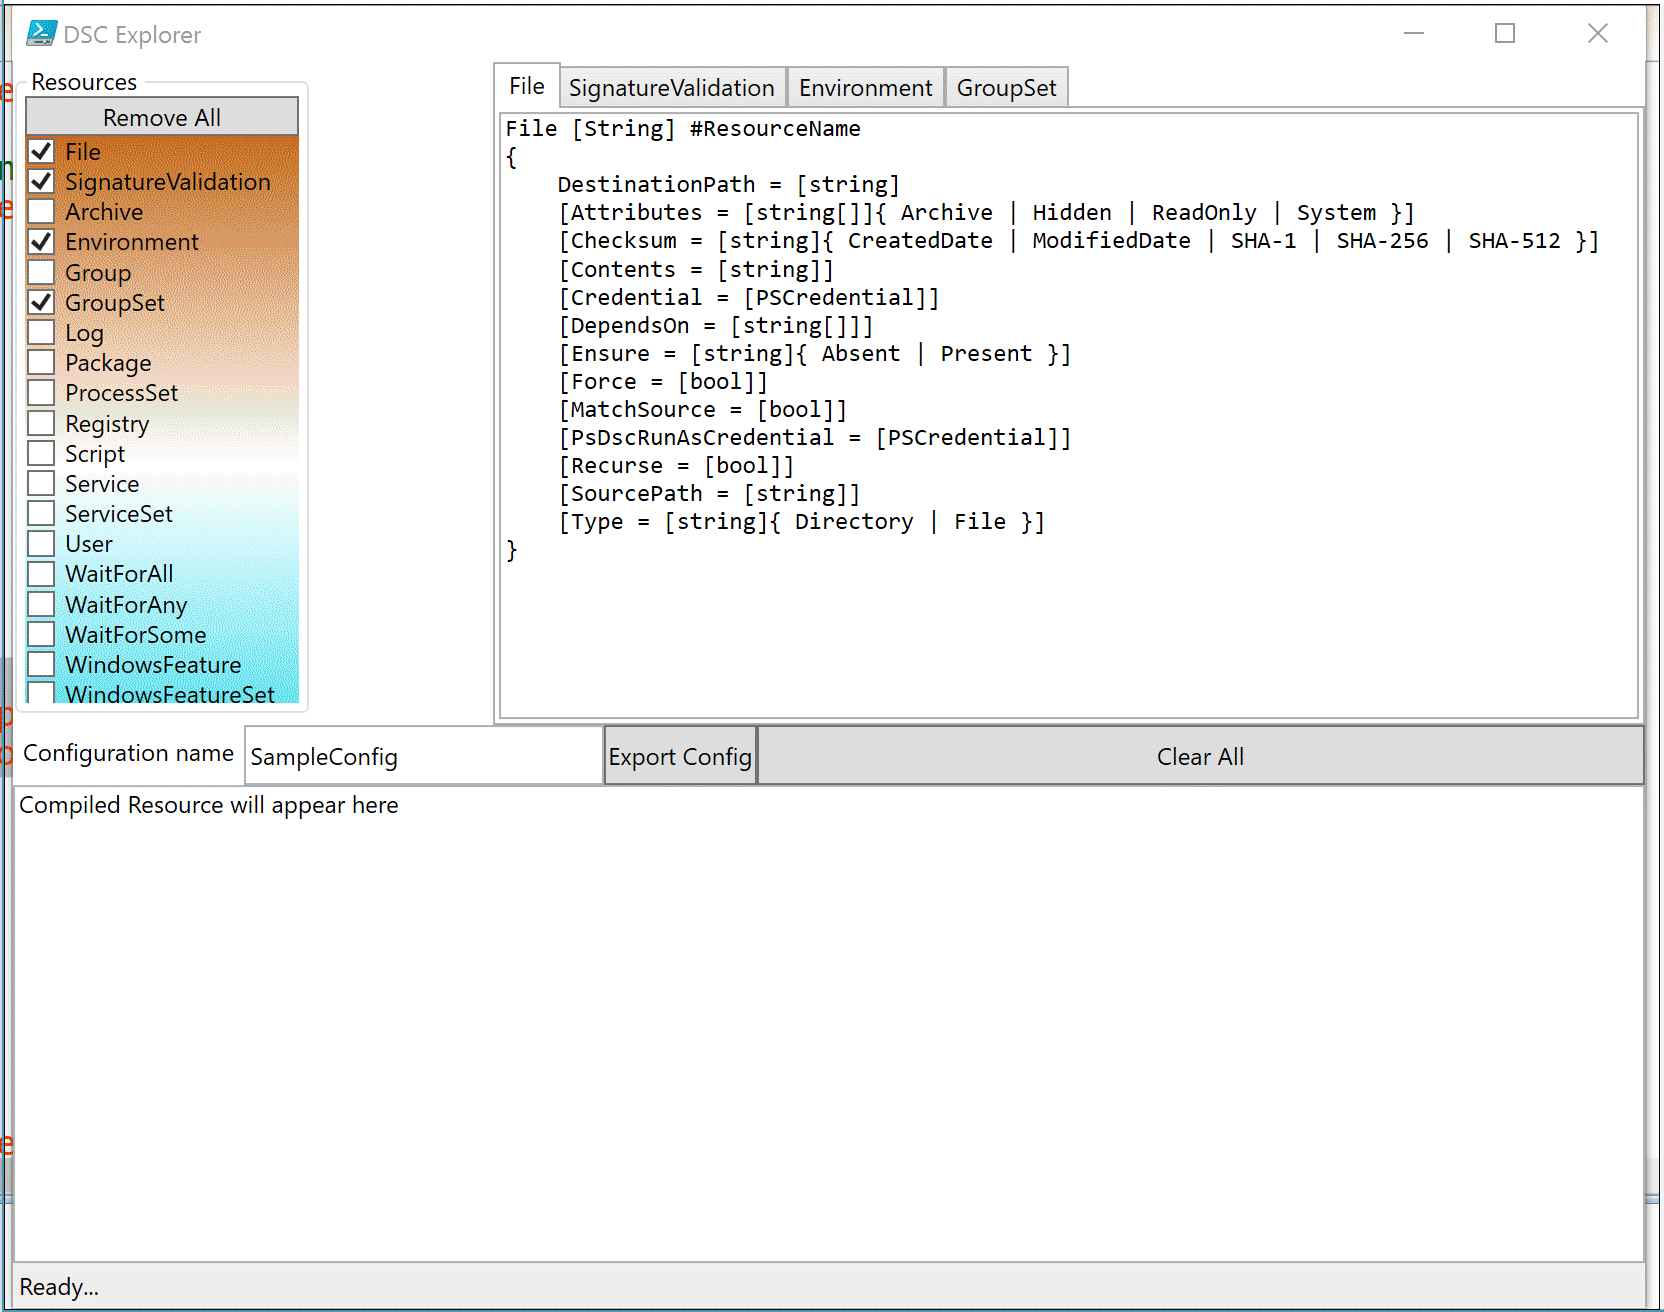 DSC Explorer
Resources
Remove All
File
SignatureValidation
Archive
Environment
Group
GroupSet
Log
Package
ProcessSet
Registry
Script
Service
ServiceSet
User
WaitForAll
WaitForAny
WaitForSome
WindowsFeature
WindowsFeatureSet
File SignatureValidation Environment GroupSet
File [String] #ResourceName
{
    DestinationPath = [string]
    [Attributes = [string[]]{ Archive | Hidden | ReadOnly | System }]
    [Checksum = [string]{ CreatedDate | ModifiedDate | SHA-1 | SHA-256 | SHA-512 }]
    [Contents = [string]]
    [Credential = [PSCredential]]
    [DependsOn = [string[]]]
    [Ensure = [string]{ Absent | Present }]
    [Force = [bool]]
    [MatchSource = [bool]]
    [PsDscRunAsCredential = [PSCredential]]
    [Recurse = [bool]]
    [SourcePath = [string]]
    [Type = [string]{ Directory | File }]
}
Configuration name SampleConfig Export Config Clear All
Compiled Resource will appear here
Ready...